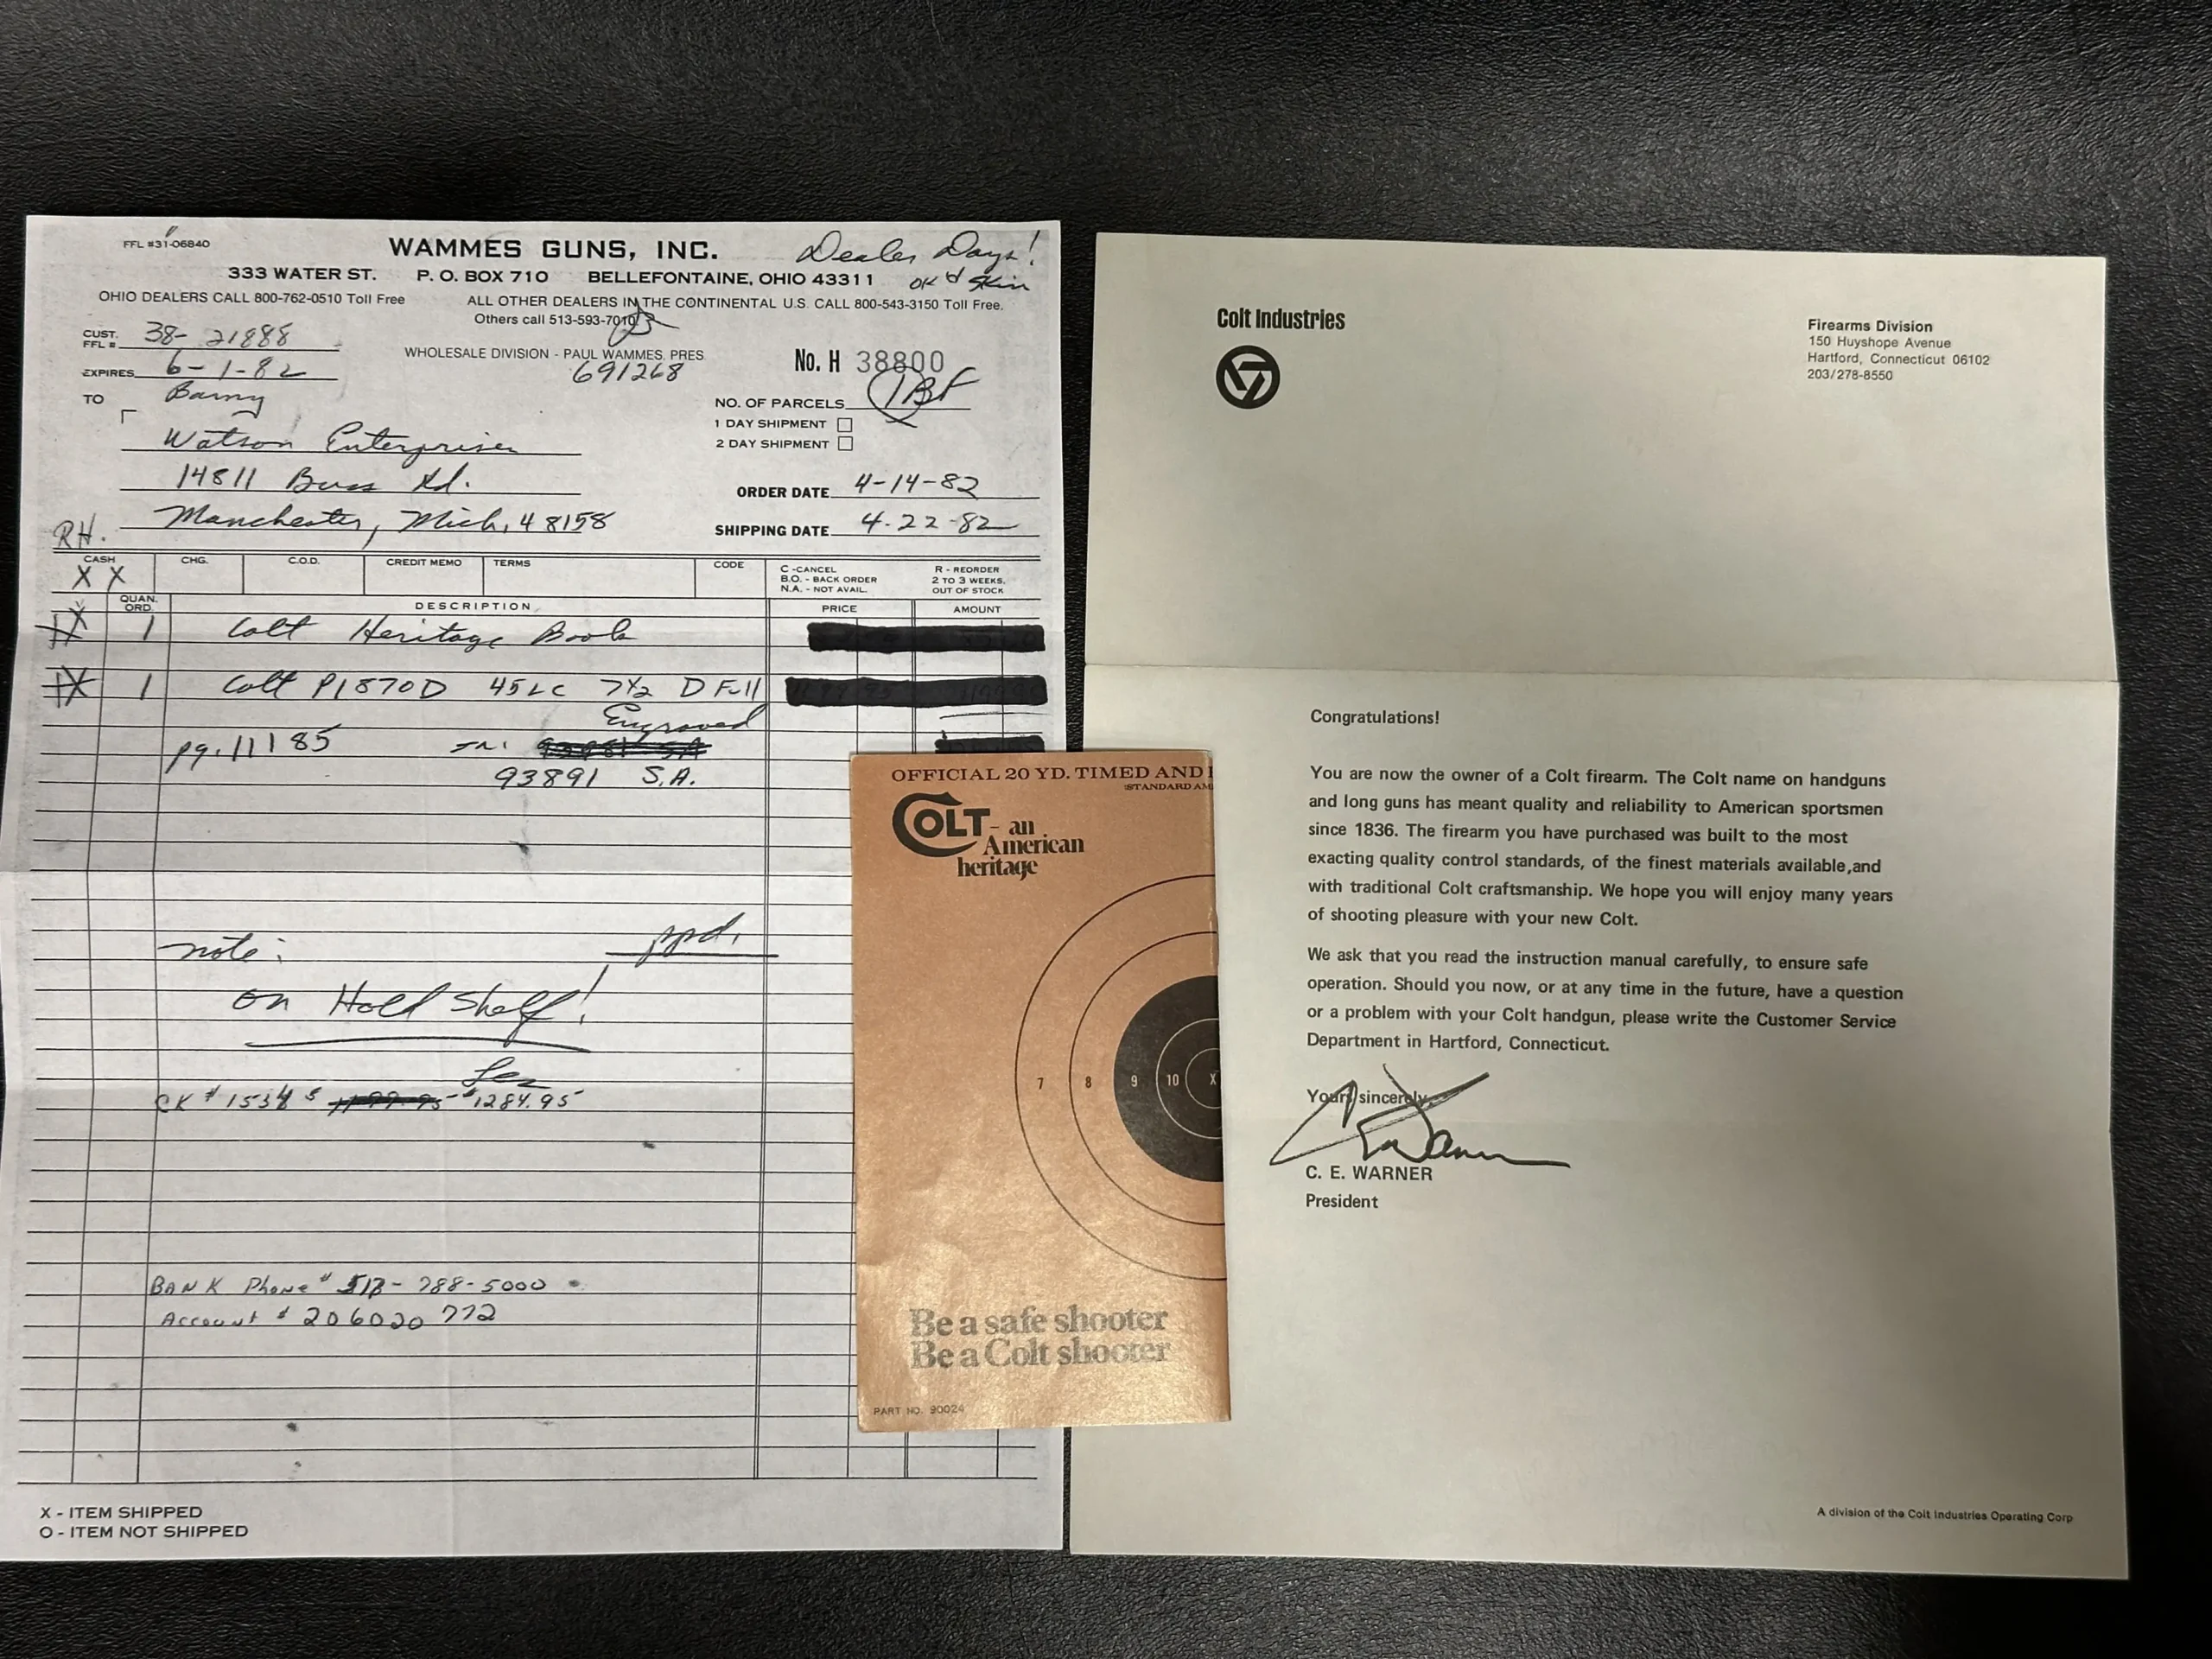 FFL #31-06840
WAMMES GUNS, INC.
Dealer Days!
333 WATER ST. P. O. BOX 710 BELLEFONTAINE, OHIO 43311
OK'd Skin
OHIO DEALERS CALL 800-762-0510 Toll Free
ALL OTHER DEALERS IN THE CONTINENTAL U.S. CALL 800-543-3150 Toll Free.
Others call 513-593-7010
CUST. FFL # 38-21888
WHOLESALE DIVISION - PAUL WAMMES, PRES.
691268
No. H 38800
EXPIRES 6-1-82
TO Barny
NO. OF PARCELS
1 DAY SHIPMENT
2 DAY SHIPMENT
Watson Enterprises
14811 Buss Rd.
Manchester, Mich, 48158
ORDER DATE 4-14-82
SHIPPING DATE 4-22-82
RH.
CASH CHG. C.O.D. CREDIT MEMO TERMS CODE
X X
C - CANCEL
B.O. - BACK ORDER
N.A. - NOT AVAIL.
R - REORDER
2 TO 3 WEEKS.
OUT OF STOCK
QUAN. ORD. DESCRIPTION PRICE AMOUNT
X 1 Colt Heritage Book
X 1 Colt P1870D 45LC 7½ D Full
Engraved
pg. 11185
93891 S.A.
note: ppd.
on Hold Shelf!
CK # 1534 $ $1284.95
BANK Phone # 513-788-5000
Account # 206020 772
X - ITEM SHIPPED
O - ITEM NOT SHIPPED
OFFICIAL 20 YD. TIMED AND
STANDARD AM
COLT - an
American
heritage
7 8 9 10 X
Be a safe shooter
Be a Colt shooter
PART NO. 90024
Colt Industries
Firearms Division
150 Huyshope Avenue
Hartford, Connecticut 06102
203/278-8550
Congratulations!
You are now the owner of a Colt firearm. The Colt name on handguns
and long guns has meant quality and reliability to American sportsmen
since 1836. The firearm you have purchased was built to the most
exacting quality control standards, of the finest materials available,and
with traditional Colt craftsmanship. We hope you will enjoy many years
of shooting pleasure with your new Colt.
We ask that you read the instruction manual carefully, to ensure safe
operation. Should you now, or at any time in the future, have a question
or a problem with your Colt handgun, please write the Customer Service
Department in Hartford, Connecticut.
Yours sincerely,
C. E. WARNER
President
A division of the Colt Industries Operating Corp